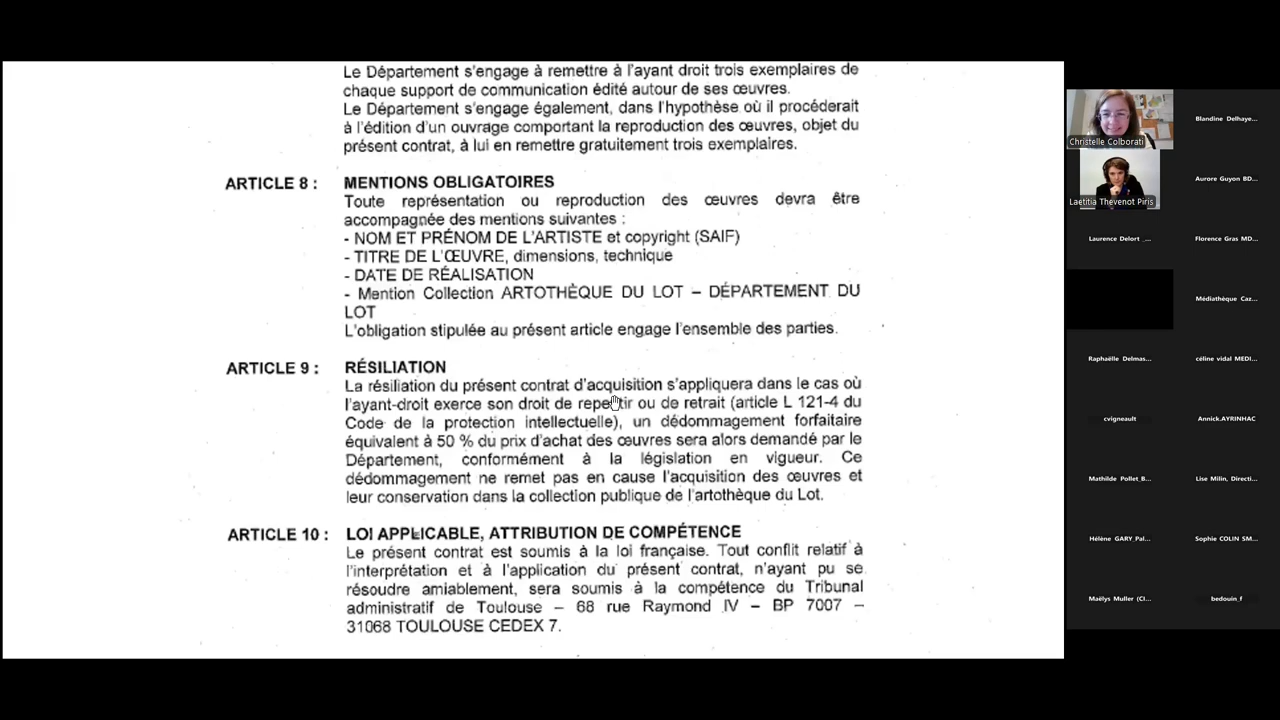 Le Département s'engage à remettre à l'ayant droit trois exemplaires de
chaque support de communication édité autour de ses œuvres.
Le Département s'engage également, dans l'hypothèse où il procéderait
à l'édition d'un ouvrage comportant la reproduction des œuvres, objet du
présent contrat, à lui en remettre gratuitement trois exemplaires.
ARTICLE 8 : MENTIONS OBLIGATOIRES
Toute représentation ou reproduction des œuvres devra être
accompagnée des mentions suivantes :
- NOM ET PRÉNOM DE L'ARTISTE et copyright (SAIF)
- TITRE DE L'ŒUVRE, dimensions, technique
- DATE DE RÉALISATION
- Mention Collection ARTOTHÈQUE DU LOT – DÉPARTEMENT DU
LOT
L'obligation stipulée au présent article engage l'ensemble des parties.
ARTICLE 9 : RÉSILIATION
La résiliation du présent contrat d'acquisition s'appliquera dans le cas où
l'ayant-droit exerce son droit de repentir ou de retrait (article L 121-4 du
Code de la protection intellectuelle), un dédommagement forfaitaire
équivalent à 50 % du prix d'achat des œuvres sera alors demandé par le
Département, conformément à la législation en vigueur. Ce
dédommagement ne remet pas en cause l'acquisition des œuvres et
leur conservation dans la collection publique de l'artothèque du Lot.
ARTICLE 10 : LOI APPLICABLE, ATTRIBUTION DE COMPÉTENCE
Le présent contrat est soumis à la loi française. Tout conflit relatif à
l'interprétation et à l'application du présent contrat, n'ayant pu se
résoudre amiablement, sera soumis à la compétence du Tribunal
administratif de Toulouse – 68 rue Raymond IV – BP 7007 –
31068 TOULOUSE CEDEX 7.
Christelle Colborati
Blandine Delhaye...
Laetitia Thevenot Piris
Aurore Guyon BD...
Laurence Delort _...
Florence Gras MD...
Médiathèque Caz...
Raphaëlle Delmas...
céline vidal MEDI...
cvigneault
Annick.AYRINHAC
Mathilde Pollet_B...
Lise Milin, Directi...
Hélène GARY_Pal...
Sophie COLIN SM...
Maëlys Muller (CI...
bedouin_f